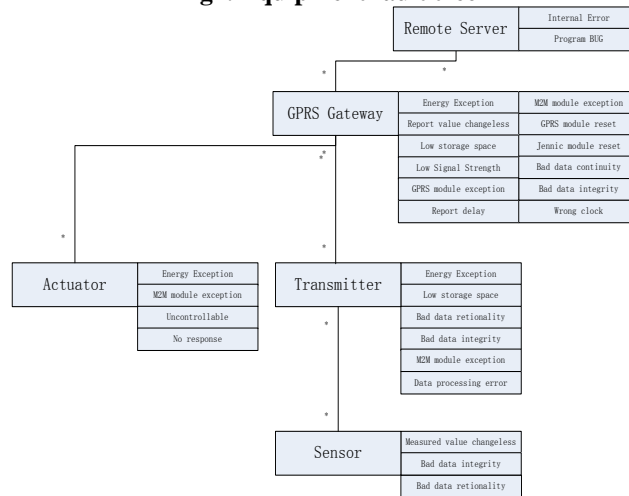 Remote Server
Internal Error
Program BUG
*
*
GPRS Gateway
Energy Exception
M2M module exception
Report value changeless
GPRS module reset
Low storage space
Jennic module reset
Low Signal Strength
Bad data continuity
GPRS module exception
Bad data integrity
Report delay
Wrong clock
*
*
*
*
Actuator
Energy Exception
M2M module exception
Uncontrollable
No response
Transmitter
Energy Exception
Low storage space
Bad data retionality
Bad data integrity
M2M module exception
Data processing error
*
*
Sensor
Measured value changeless
Bad data integrity
Bad data retionality